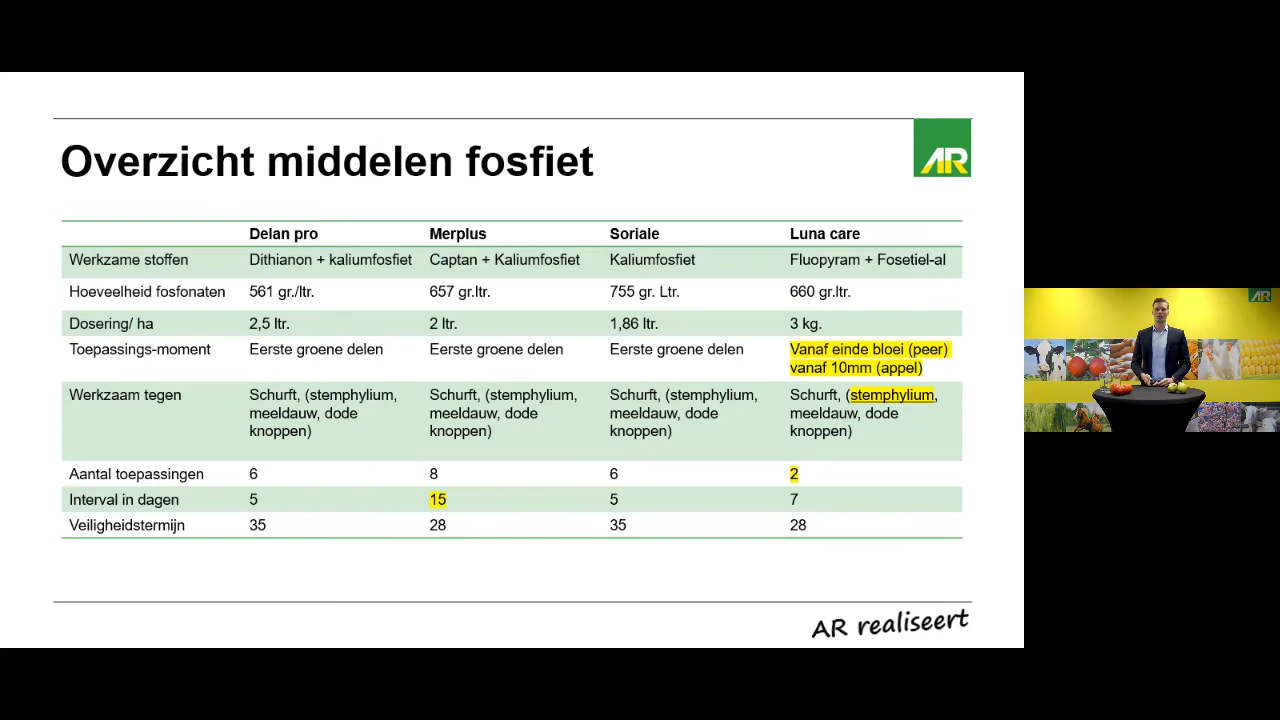 Overzicht middelen fosfiet
AR
Delan pro Merplus Soriale Luna care
Werkzame stoffen Dithianon + kaliumfosfiet Captan + Kaliumfosfiet Kaliumfosfiet Fluopyram + Fosetiel-al
Hoeveelheid fosfonaten 561 gr./ltr. 657 gr.ltr. 755 gr. Ltr. 660 gr.ltr.
Dosering/ ha 2,5 ltr. 2 ltr. 1,86 ltr. 3 kg.
Toepassings-moment Eerste groene delen Eerste groene delen Eerste groene delen Vanaf einde bloei (peer)
vanaf 10mm (appel)
Werkzaam tegen Schurft, (stemphylium, Schurft, (stemphylium, Schurft, (stemphylium, Schurft, (stemphylium,
meeldauw, dode meeldauw, dode meeldauw, dode meeldauw, dode
knoppen) knoppen) knoppen) knoppen)
Aantal toepassingen 6 8 6 2
Interval in dagen 5 15 5 7
Veiligheidstermijn 35 28 35 28
AR realiseert
AR